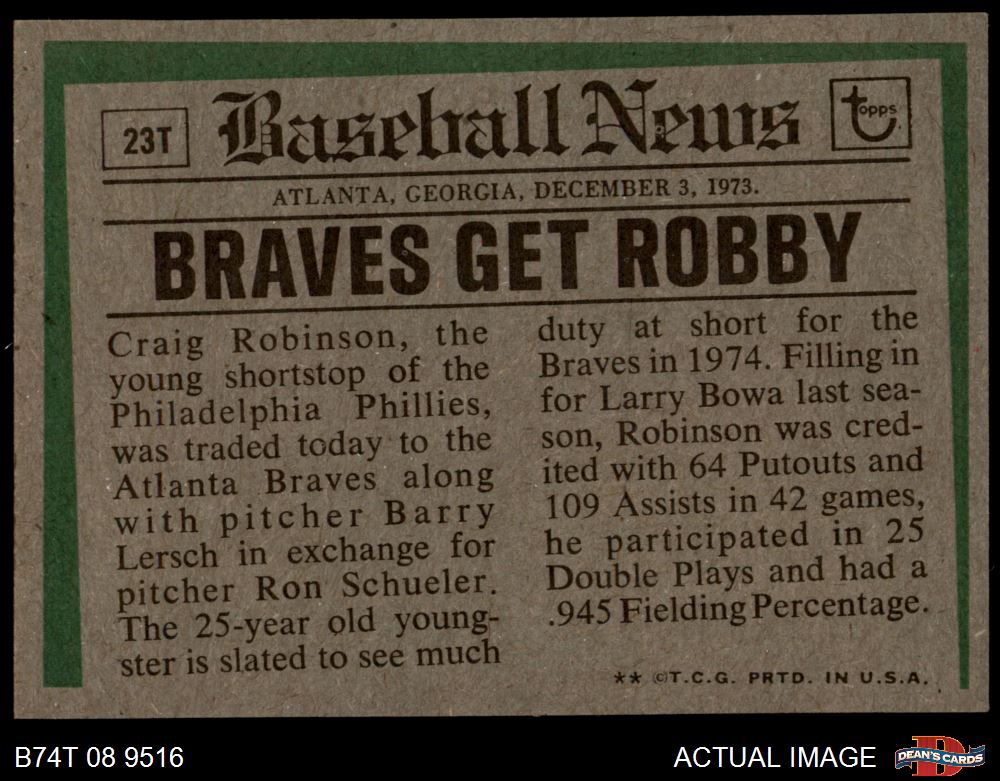 23T
Baseball News
topps
ATLANTA, GEORGIA, DECEMBER 3, 1973.
BRAVES GET ROBBY
Craig Robinson, the
young shortstop of the
Philadelphia Phillies,
was traded today to the
Atlanta Braves along
with pitcher Barry
Lersch in exchange for
pitcher Ron Schueler.
The 25-year old young-
ster is slated to see much
duty at short for the
Braves in 1974. Filling in
for Larry Bowa last sea-
son, Robinson was cred-
ited with 64 Putouts and
109 Assists in 42 games,
he participated in 25
Double Plays and had a
.945 Fielding Percentage.
** ©T.C.G. PRTD. IN U.S.A.
B74T 08 9516
ACTUAL IMAGE
D
DEAN'S CARDS